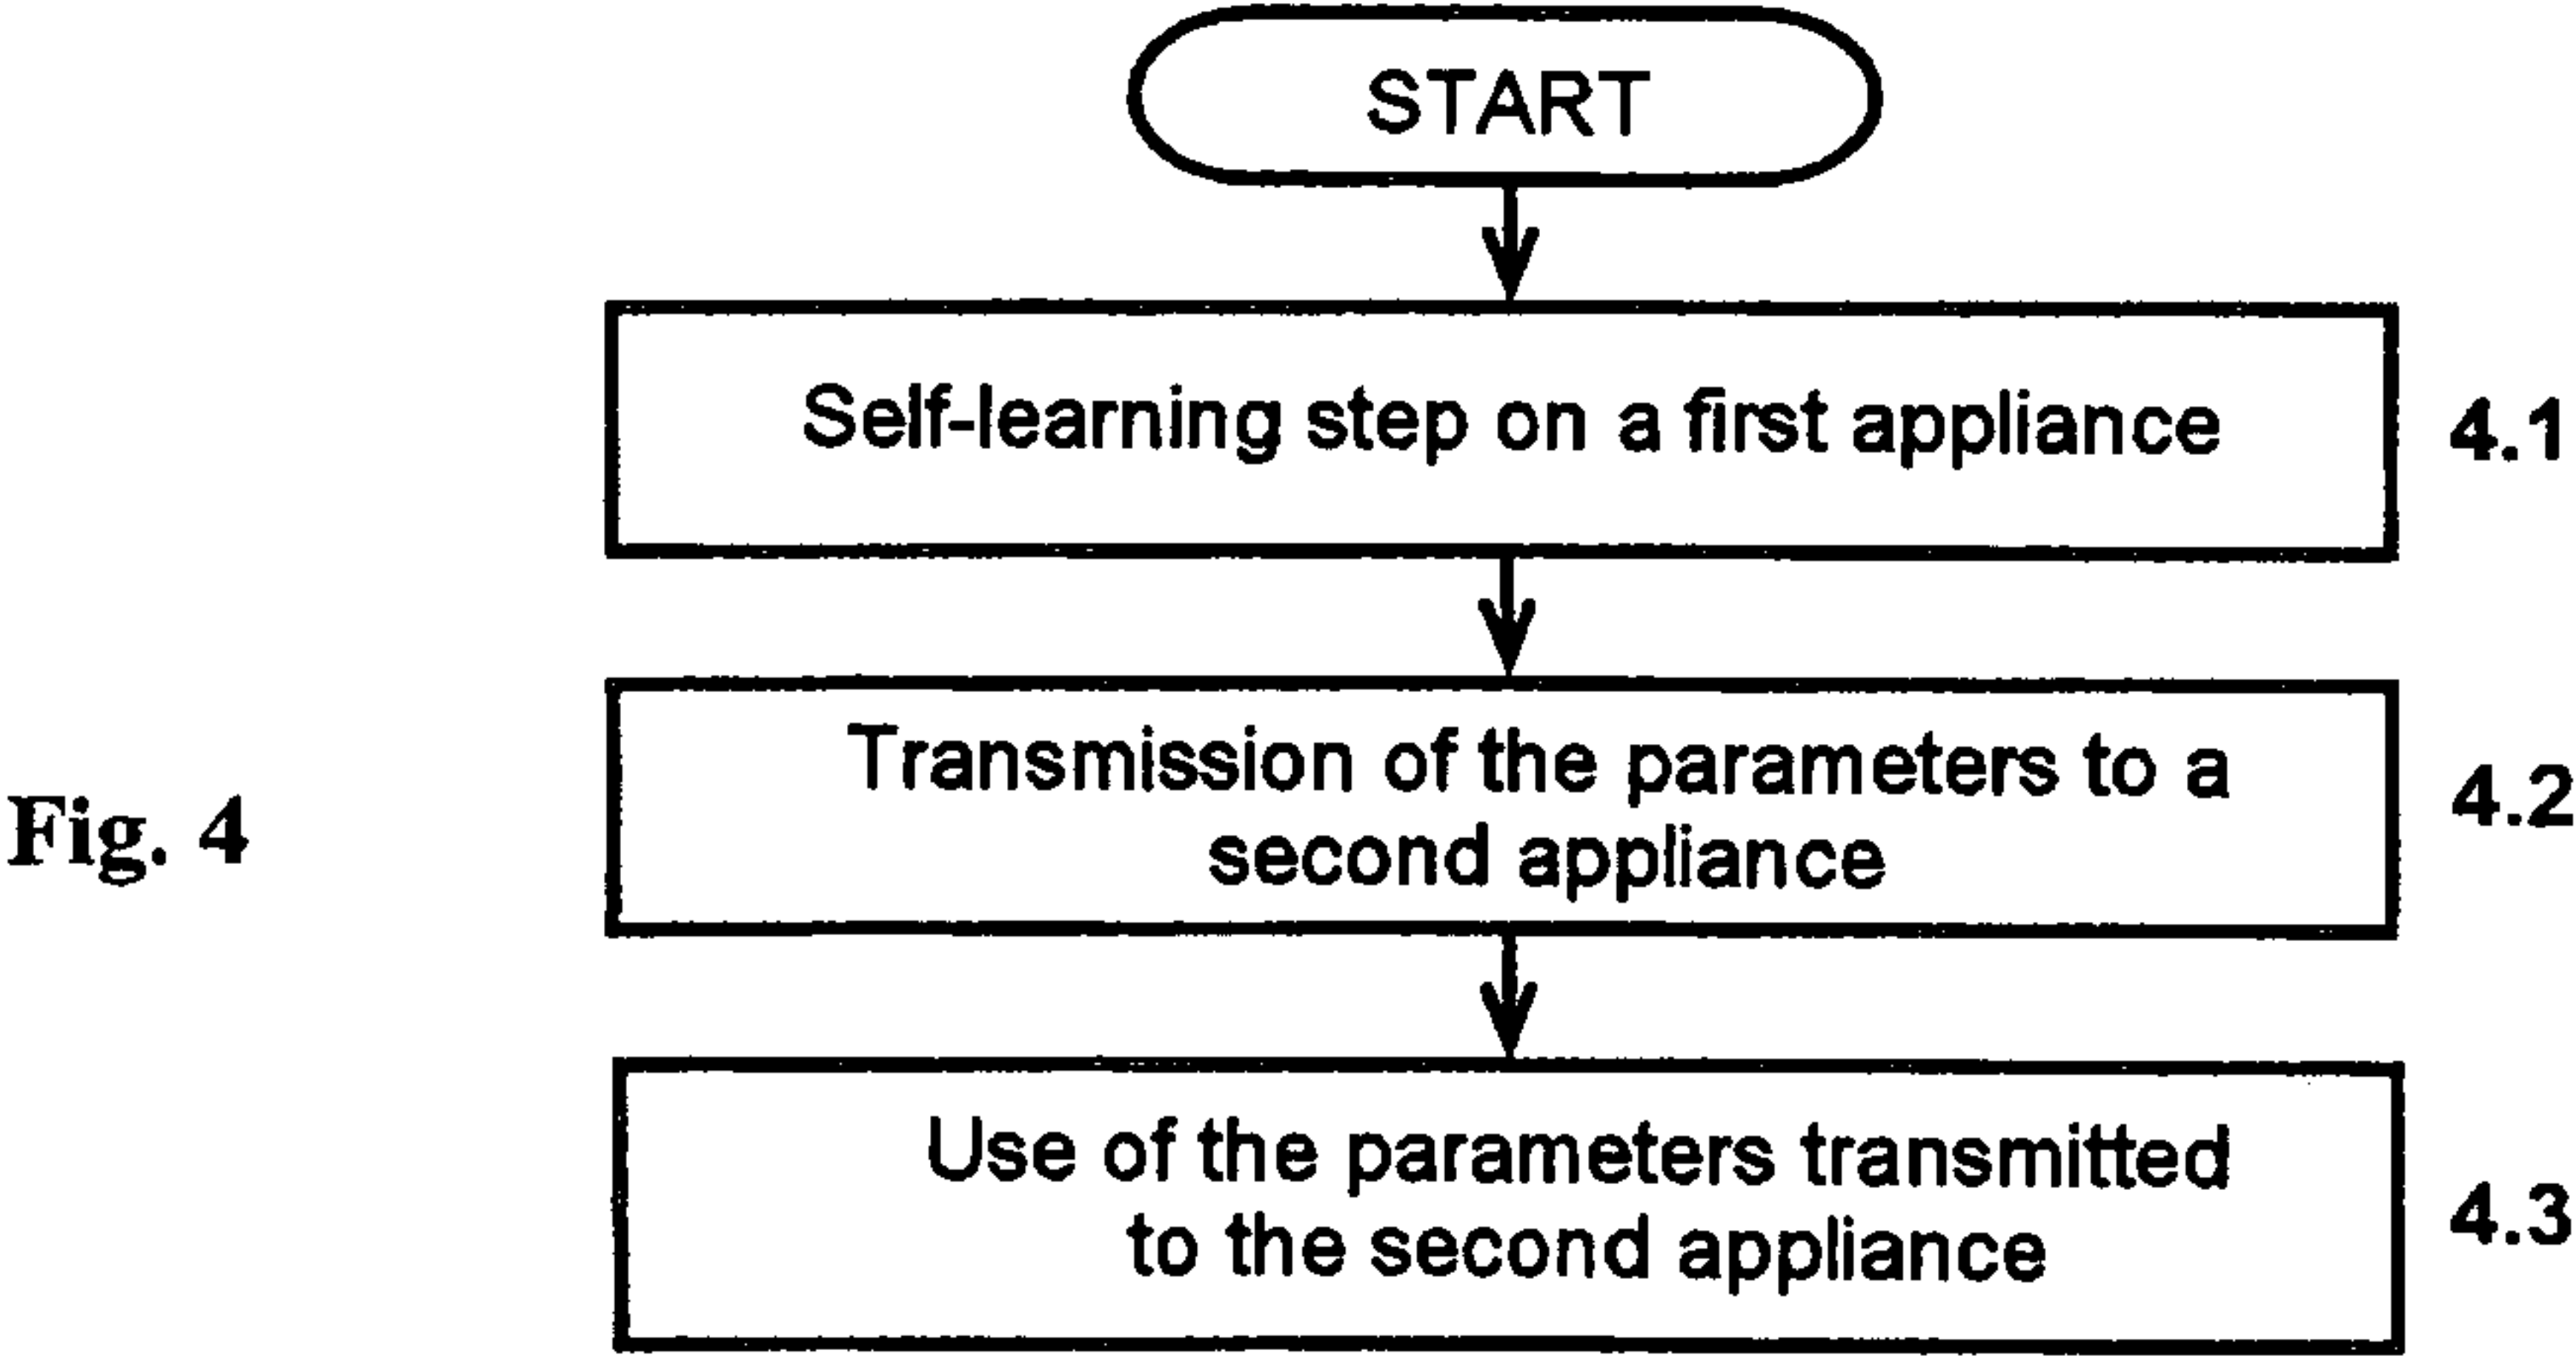 START
Self-learning step on a first appliance
4.1
Transmission of the parameters to a
second appliance
4.2
Fig. 4
Use of the parameters transmitted
to the second appliance
4.3